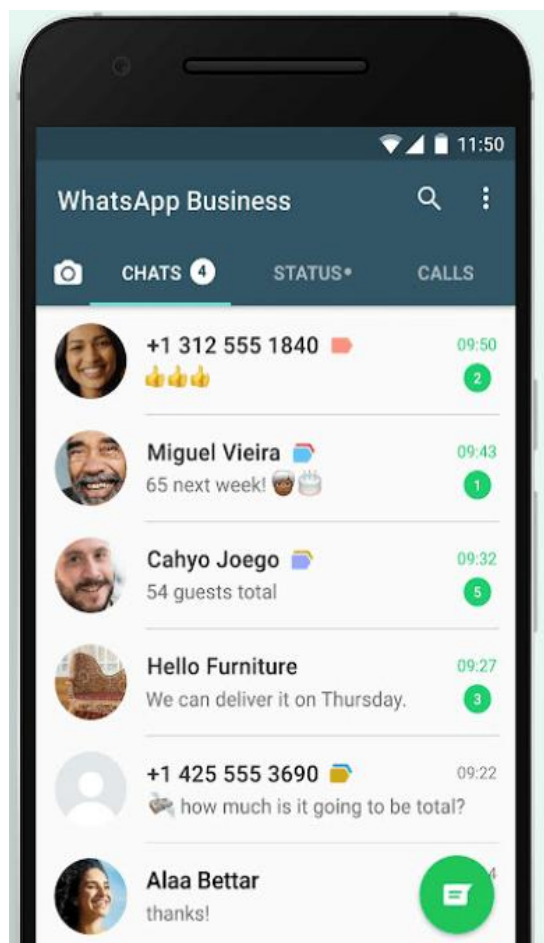 11:50
WhatsApp Business
CHATS 4 STATUS• CALLS
+1 312 555 1840 09:50
👍👍👍 2
Miguel Vieira 09:43
65 next week! 👴🏾🎂 1
Cahyo Joego 09:32
54 guests total 5
Hello Furniture 09:27
We can deliver it on Thursday. 3
+1 425 555 3690 09:22
💸 how much is it going to be total?
Alaa Bettar 4
thanks!